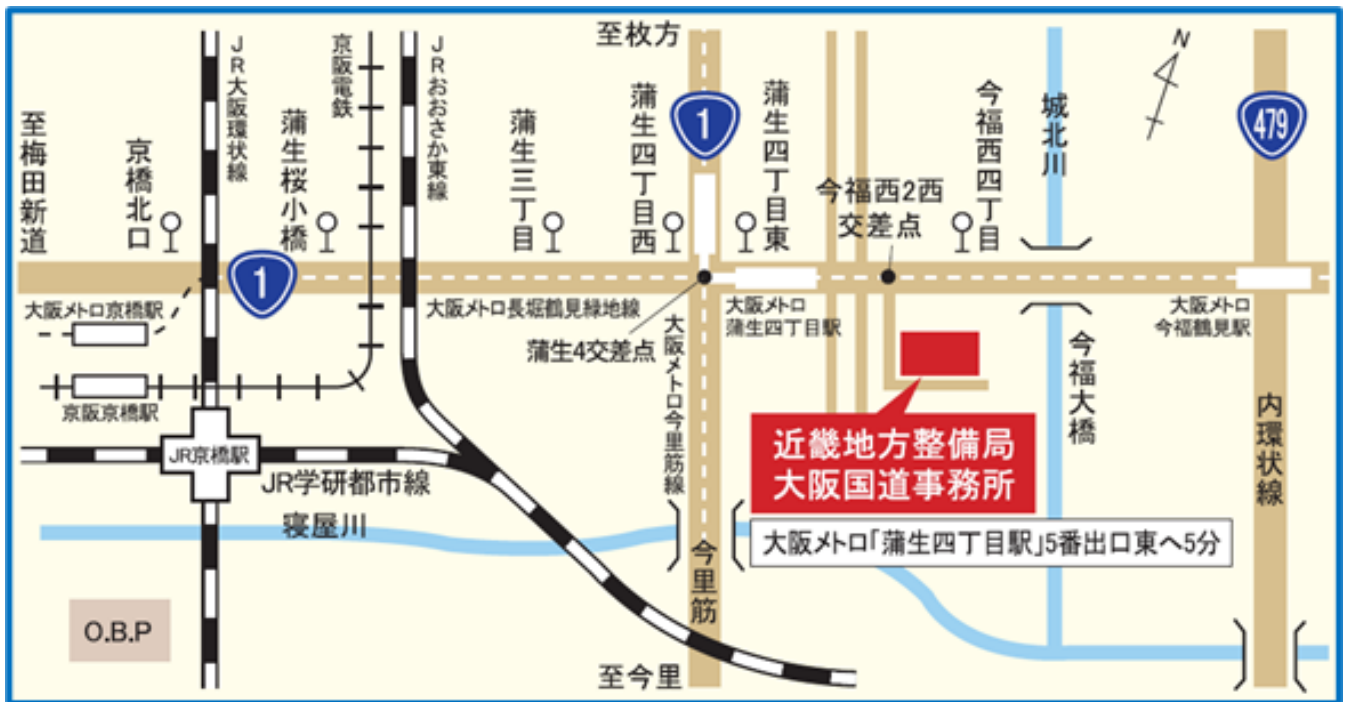 至枚方
N
JR大阪環状線
京阪電鉄
JRおおさか東線
至梅田新道
京橋北口
蒲生桜小橋
蒲生三丁目
蒲生四丁目西
1
蒲生四丁目東
今福西2西
交差点
今福西四丁目
城北川
479
1
大阪メトロ京橋駅
大阪メトロ長堀鶴見緑地線
大阪メトロ
蒲生四丁目駅
大阪メトロ
今福鶴見駅
蒲生4交差点
大阪メトロ今里筋線
今福大橋
内環状線
京阪京橋駅
JR京橋駅
JR学研都市線
近畿地方整備局
大阪国道事務所
寝屋川
大阪メトロ「蒲生四丁目駅」5番出口東へ5分
今里筋
O.B.P
至今里